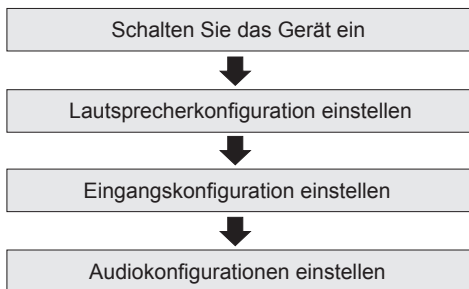 Schalten Sie das Gerät ein
Lautsprecherkonfiguration einstellen
Eingangskonfiguration einstellen
Audiokonfigurationen einstellen